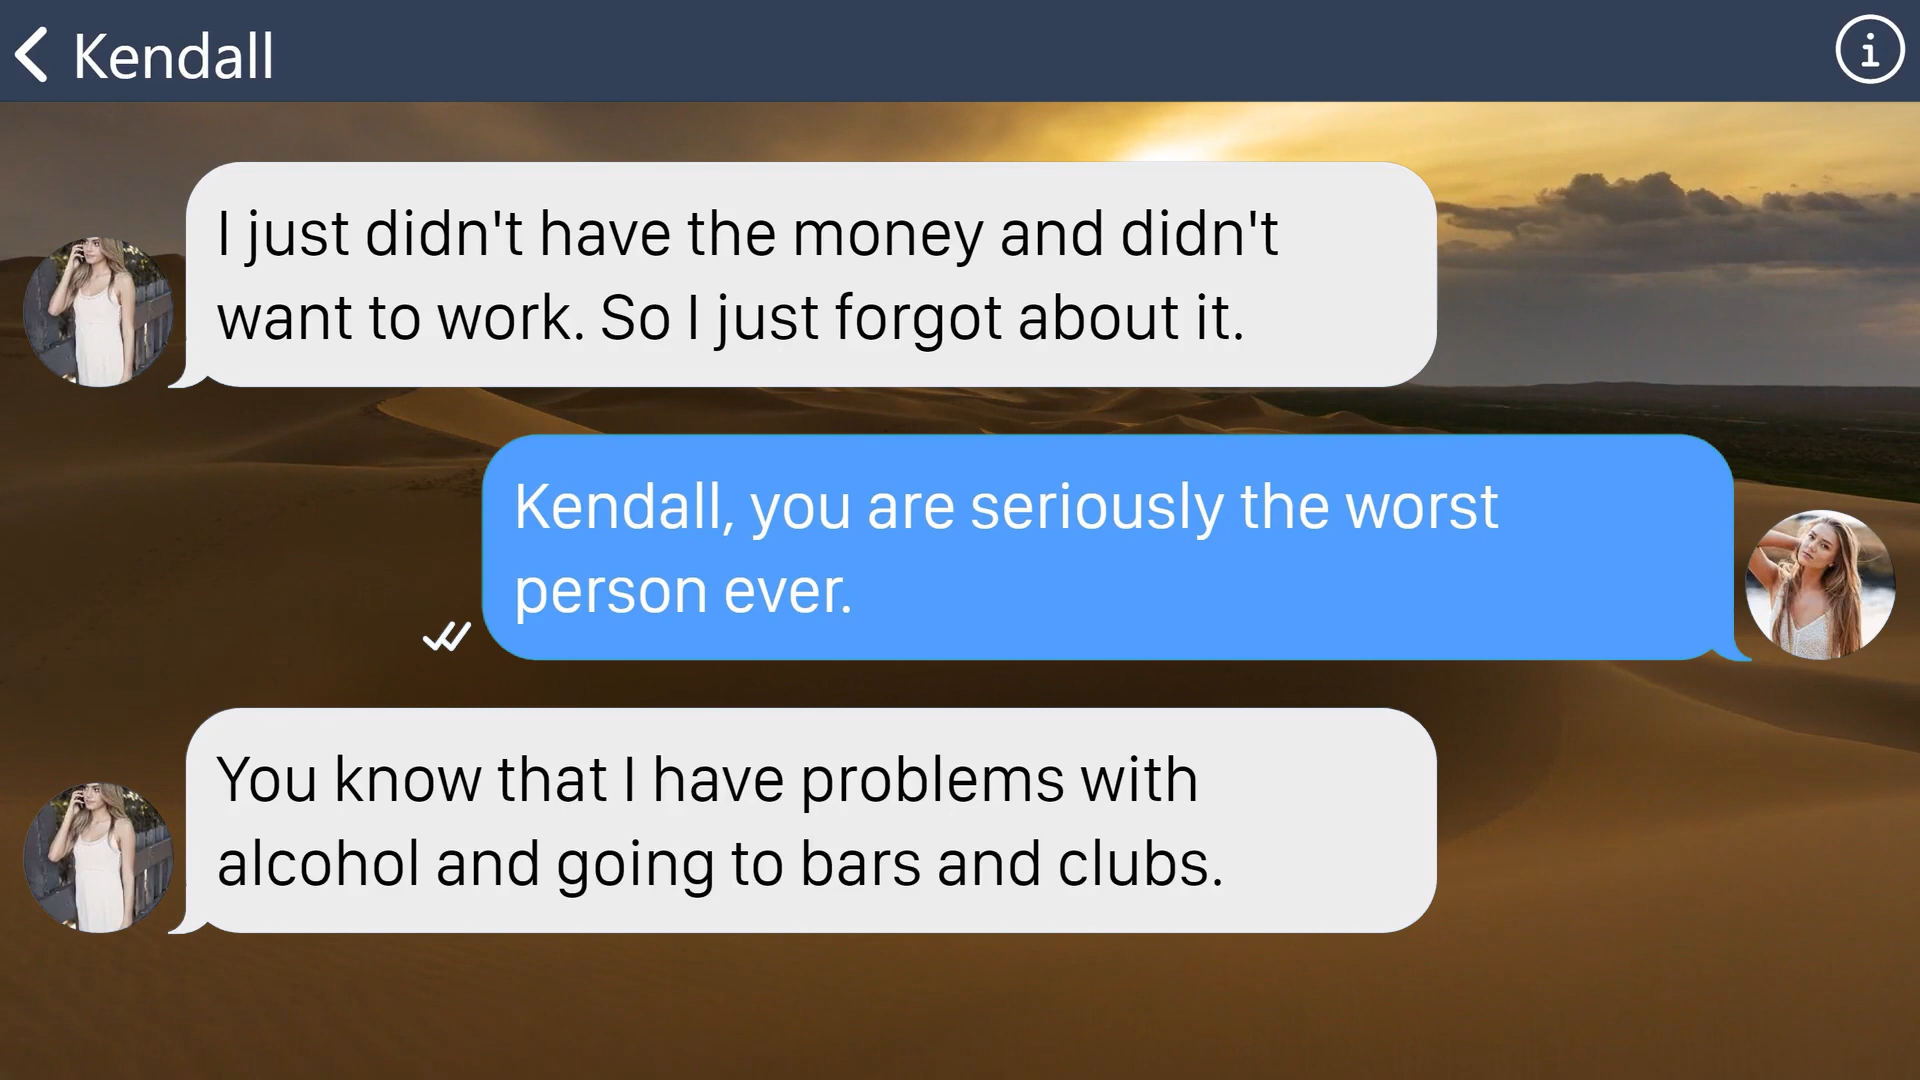 Kendall
I just didn't have the money and didn't
want to work. So I just forgot about it.
Kendall, you are seriously the worst
person ever.
You know that I have problems with
alcohol and going to bars and clubs.